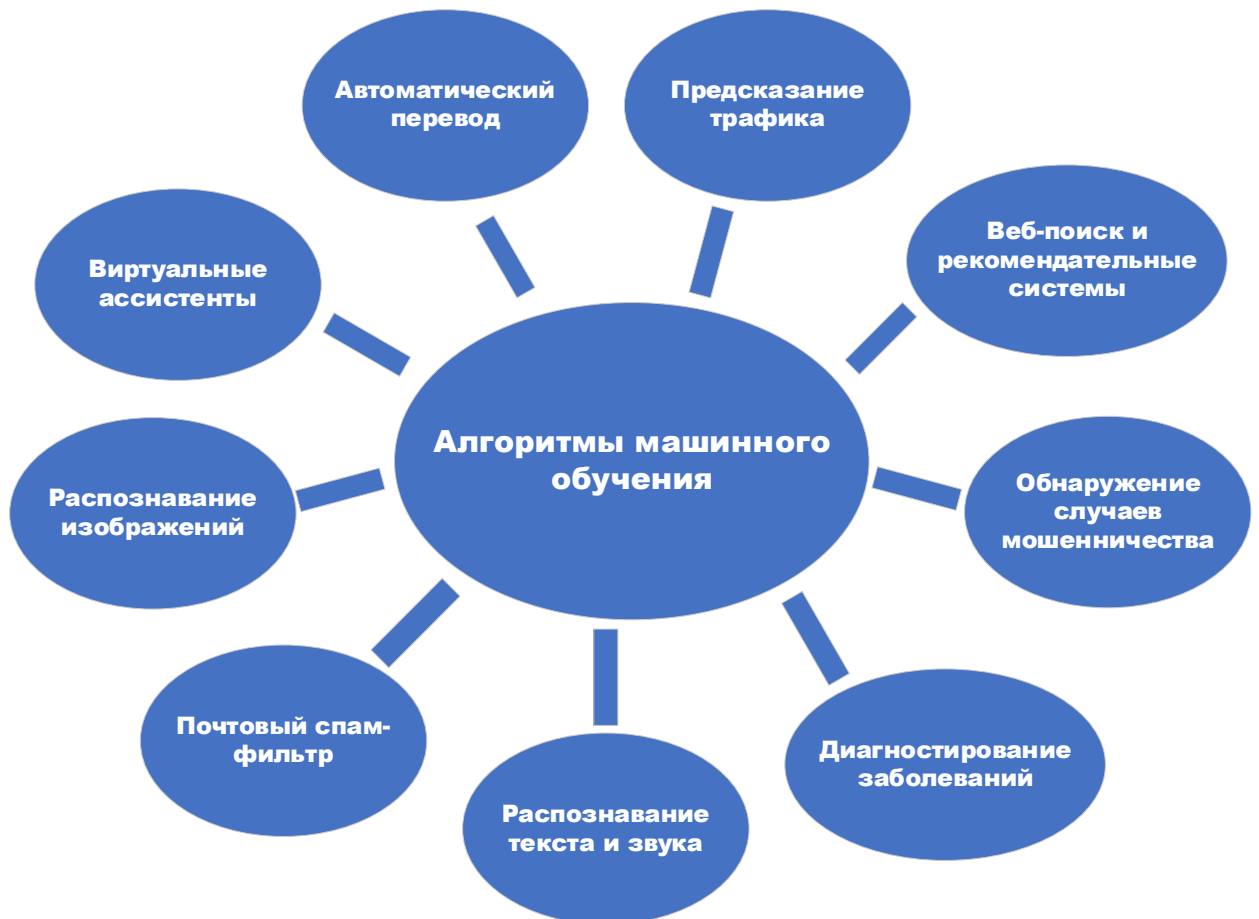 Автоматический
перевод
Предсказание
трафика
Виртуальные
ассистенты
Веб-поиск и
рекомендательные
системы
Алгоритмы машинного
обучения
Распознавание
изображений
Обнаружение
случаев
мошенничества
Почтовый спам-
фильтр
Диагностирование
заболеваний
Распознавание
текста и звука